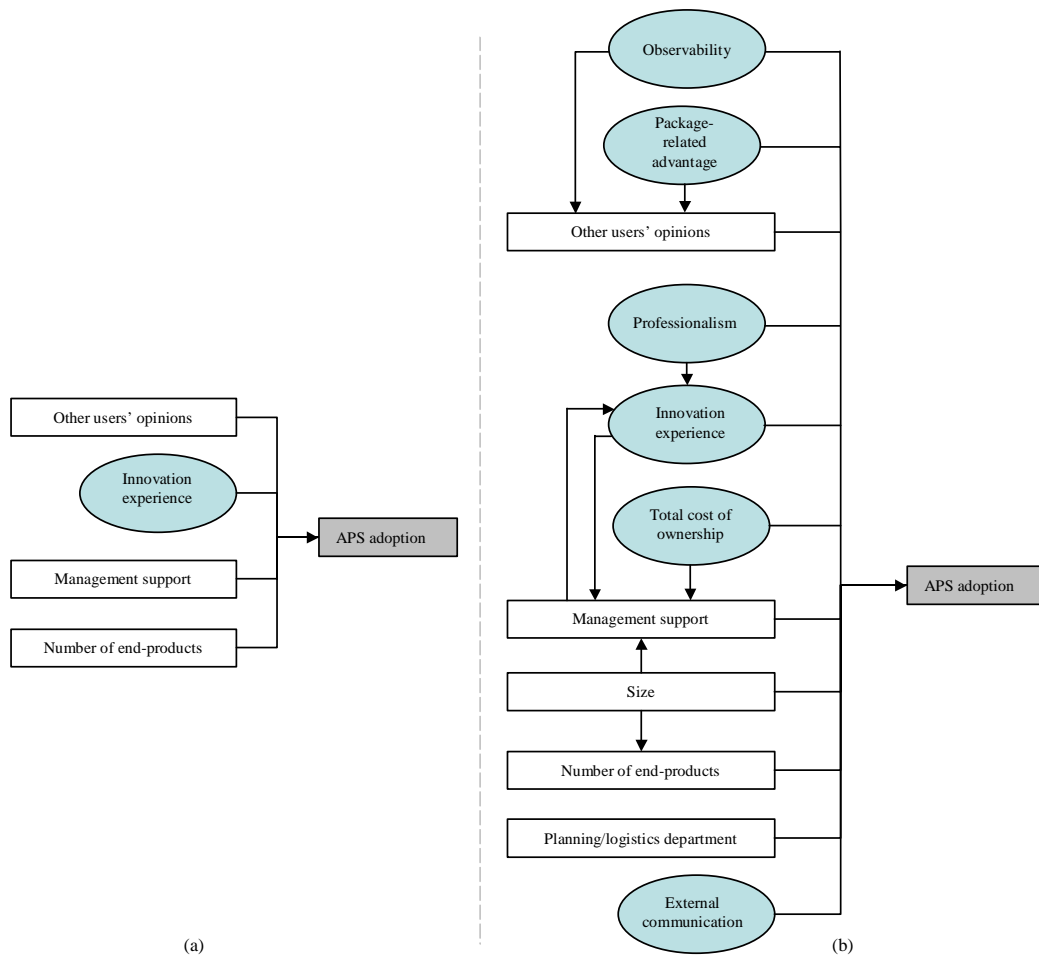 Other users’ opinions
Innovation
experience
Management support
Number of end-products
APS adoption
(a)
Observability
Package-
related
advantage
Other users’ opinions
Professionalism
Innovation
experience
Total cost of
ownership
Management support
Size
Number of end-products
Planning/logistics department
External
communication
APS adoption
(b)